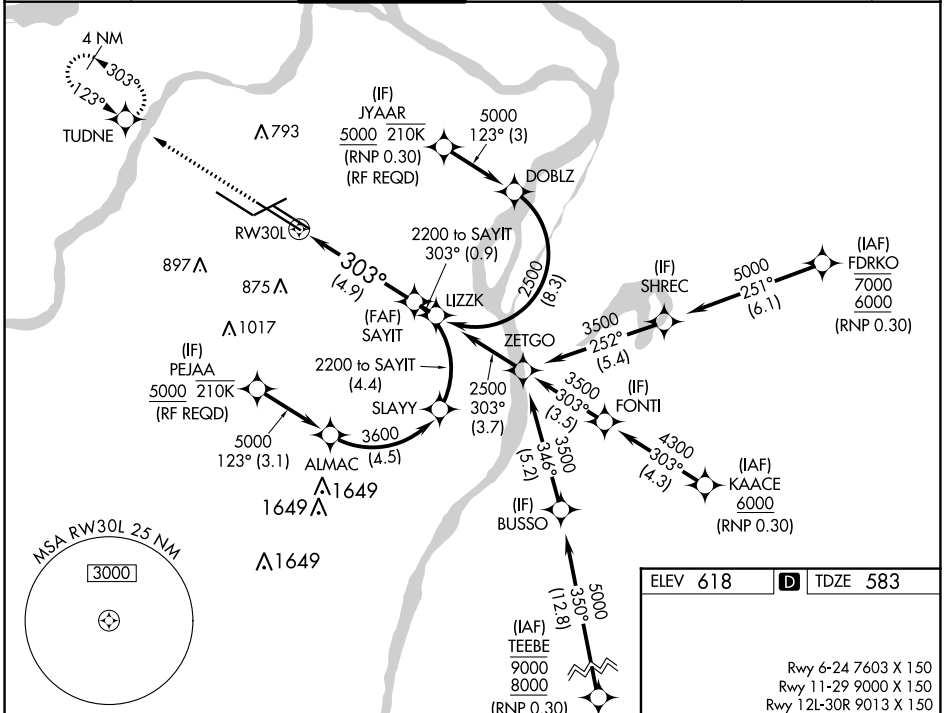 4 NM
303°
123°
TUDNE
793
(IF)
JYAAR
5000 210K
(RNP 0.30)
(RF REQD)
5000
123° (3)
DOBLZ
RW30L
2200 to SAYIT
303° (0.9)
303°
(4.9)
2500
(8.3)
LIZZK
(FAF)
SAYIT
897
875
1017
(IF)
SHREC
5000
251°
(6.1)
(IAF)
FDRKO
7000
6000
(RNP 0.30)
ZETGO
3500
252°
(5.4)
(IF)
PEJAA
5000 210K
(RF REQD)
2200 to SAYIT
(4.4)
SLAYY
2500
303°
(3.7)
3500
303°
(3.5)
(IF)
FONTI
5000
123° (3.1)
3600
(4.5)
ALMAC
3500
346°
(5.2)
4300
303°
(4.3)
(IAF)
KAACE
6000
(RNP 0.30)
1649
1649
(IF)
BUSSO
1649
MSA RW30L 25 NM
3000
5000
350°
(12.8)
(IAF)
TEEBE
9000
8000
(RNP 0.30)
ELEV 618 D TDZE 583
Rwy 6-24 7603 X 150
Rwy 11-29 9000 X 150
Rwy 12L-30R 9013 X 150